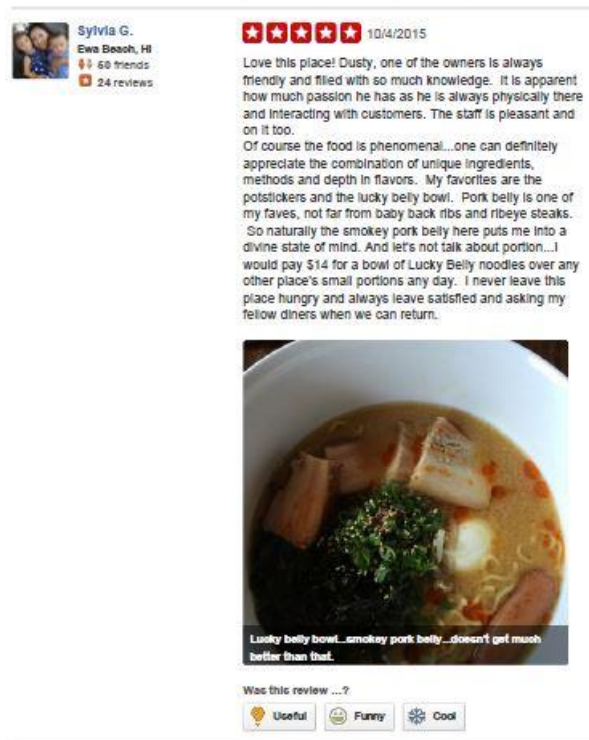 Sylvia G.
Ewa Beach, HI
60 friends
24 reviews
10/4/2015
Love this place! Dusty, one of the owners is always
friendly and filled with so much knowledge. It is apparent
how much passion he has as he is always physically there
and interacting with customers. The staff is pleasant and
on it too.
Of course the food is phenomenal...one can definitely
appreciate the combination of unique ingredients,
methods and depth in flavors. My favorites are the
potstickers and the lucky belly bowl. Pork belly is one of
my faves, not far from baby back ribs and ribeye steaks.
So naturally the smokey pork belly here puts me into a
divine state of mind. And let's not talk about portion...I
would pay $14 for a bowl of Lucky Belly noodles over any
other place's small portions any day. I never leave this
place hungry and always leave satisfied and asking my
fellow diners when we can return.
Lucky belly bowl...smokey pork belly...doesn't get much
better than that.
Was this review ...?
Useful
Funny
Cool